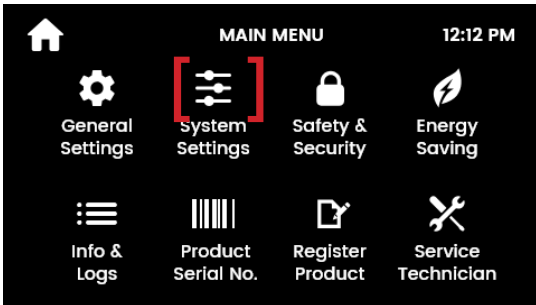 MAIN MENU 12:12 PM
General System Safety & Energy
Settings Settings Security Saving
Info & Product Register Service
Logs Serial No. Product Technician